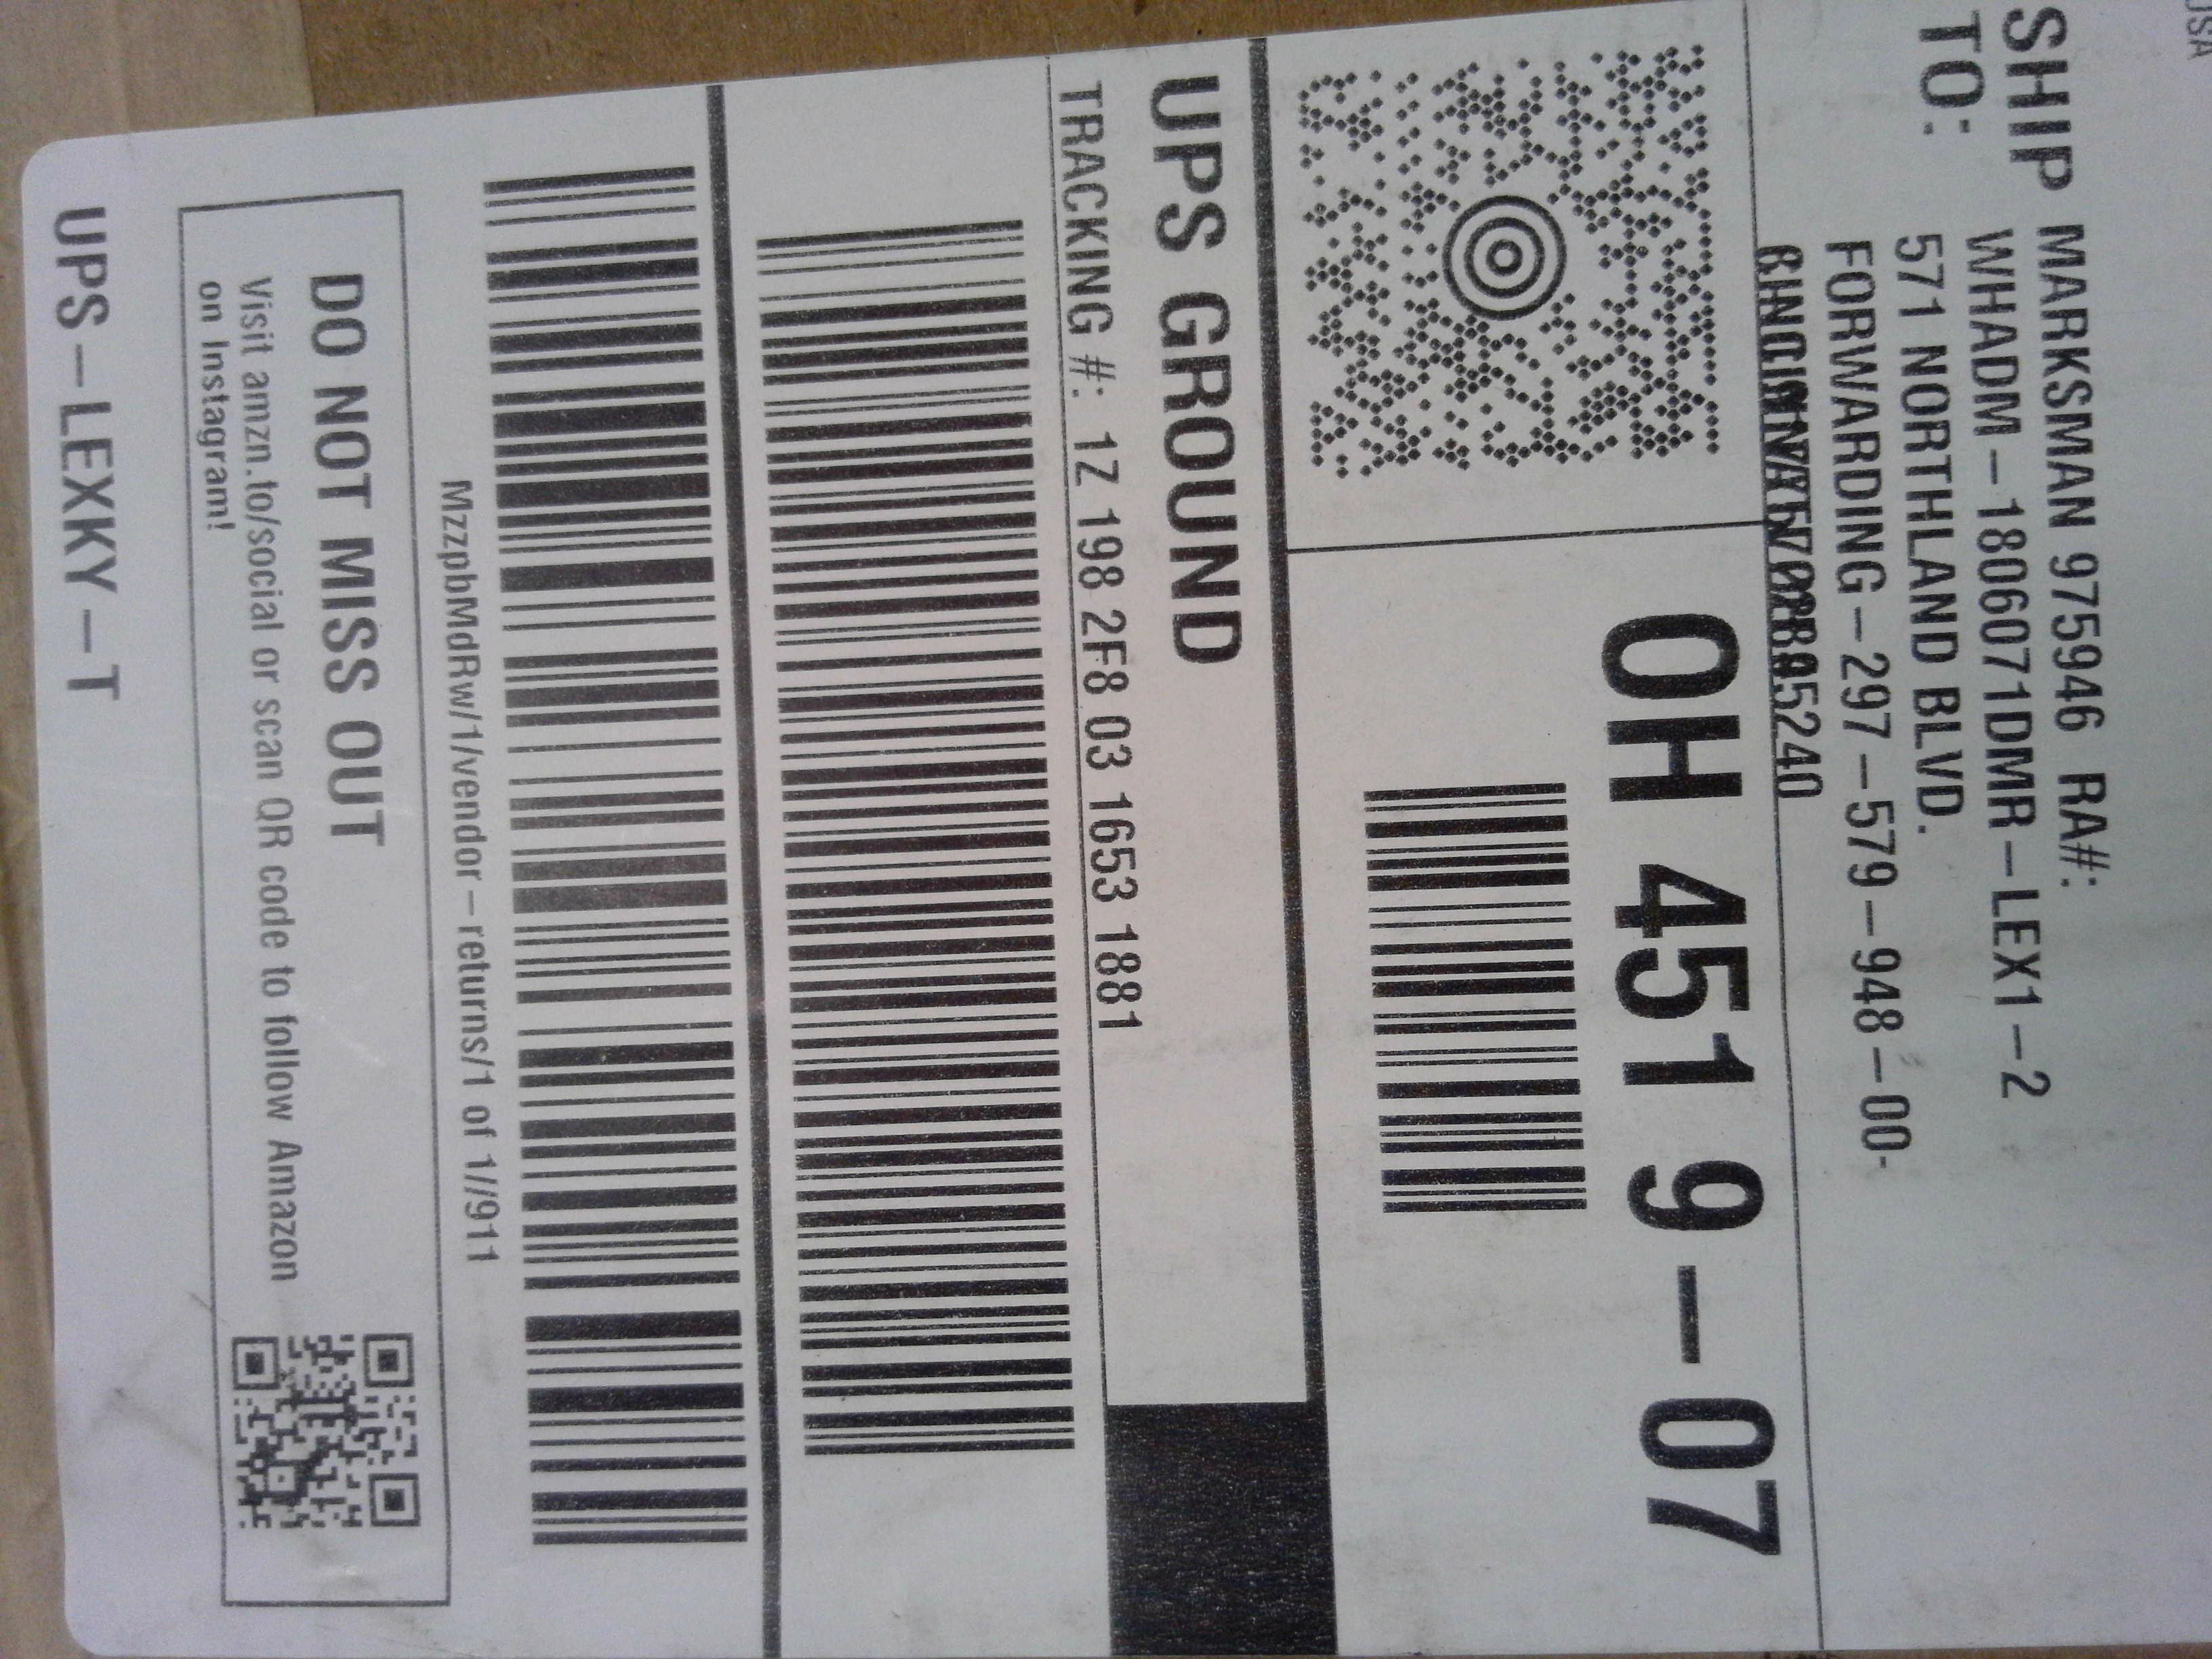 USA
SHIP
TO:
MARKSMAN 975946 RA#:
WHADM-1806071DMR-LEX1-2
571 NORTHLAND BLVD.
FORWARDING-297-579-948-00-
OH 451 9-07
UPS GROUND
TRACKING #: 1Z 198 2F8 03 1653 1881
MzzpbMdRw/1/vendor-returns/1 of 1//911
DO NOT MISS OUT
Visit amzn.to/social or scan QR code to follow Amazon
on Instagram!
UPS-LEXKY-T